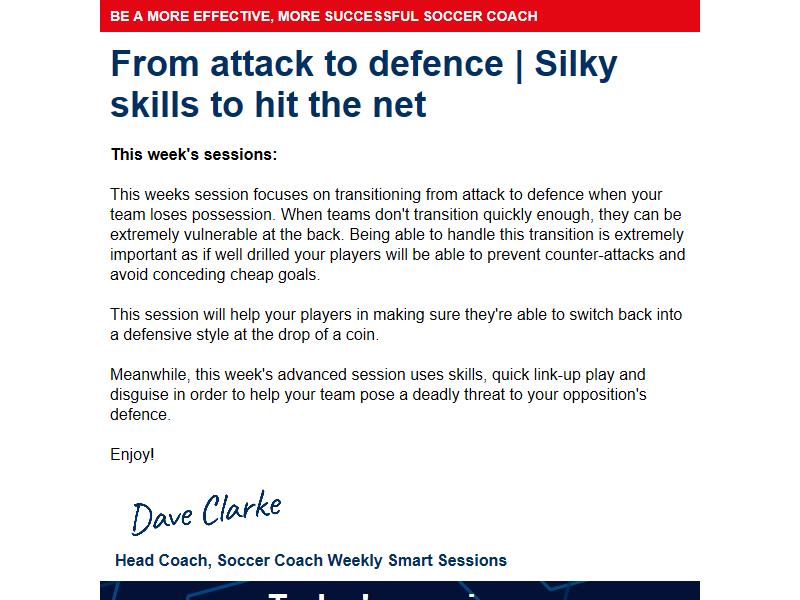 BE A MORE EFFECTIVE, MORE SUCCESSFUL SOCCER COACH
From attack to defence | Silky
skills to hit the net
This week's sessions:
This weeks session focuses on transitioning from attack to defence when your
team loses possession. When teams don't transition quickly enough, they can be
extremely vulnerable at the back. Being able to handle this transition is extremely
important as if well drilled your players will be able to prevent counter-attacks and
avoid conceding cheap goals.
This session will help your players in making sure they're able to switch back into
a defensive style at the drop of a coin.
Meanwhile, this week's advanced session uses skills, quick link-up play and
disguise in order to help your team pose a deadly threat to your opposition's
defence.
Enjoy!
Dave Clarke
Head Coach, Soccer Coach Weekly Smart Sessions